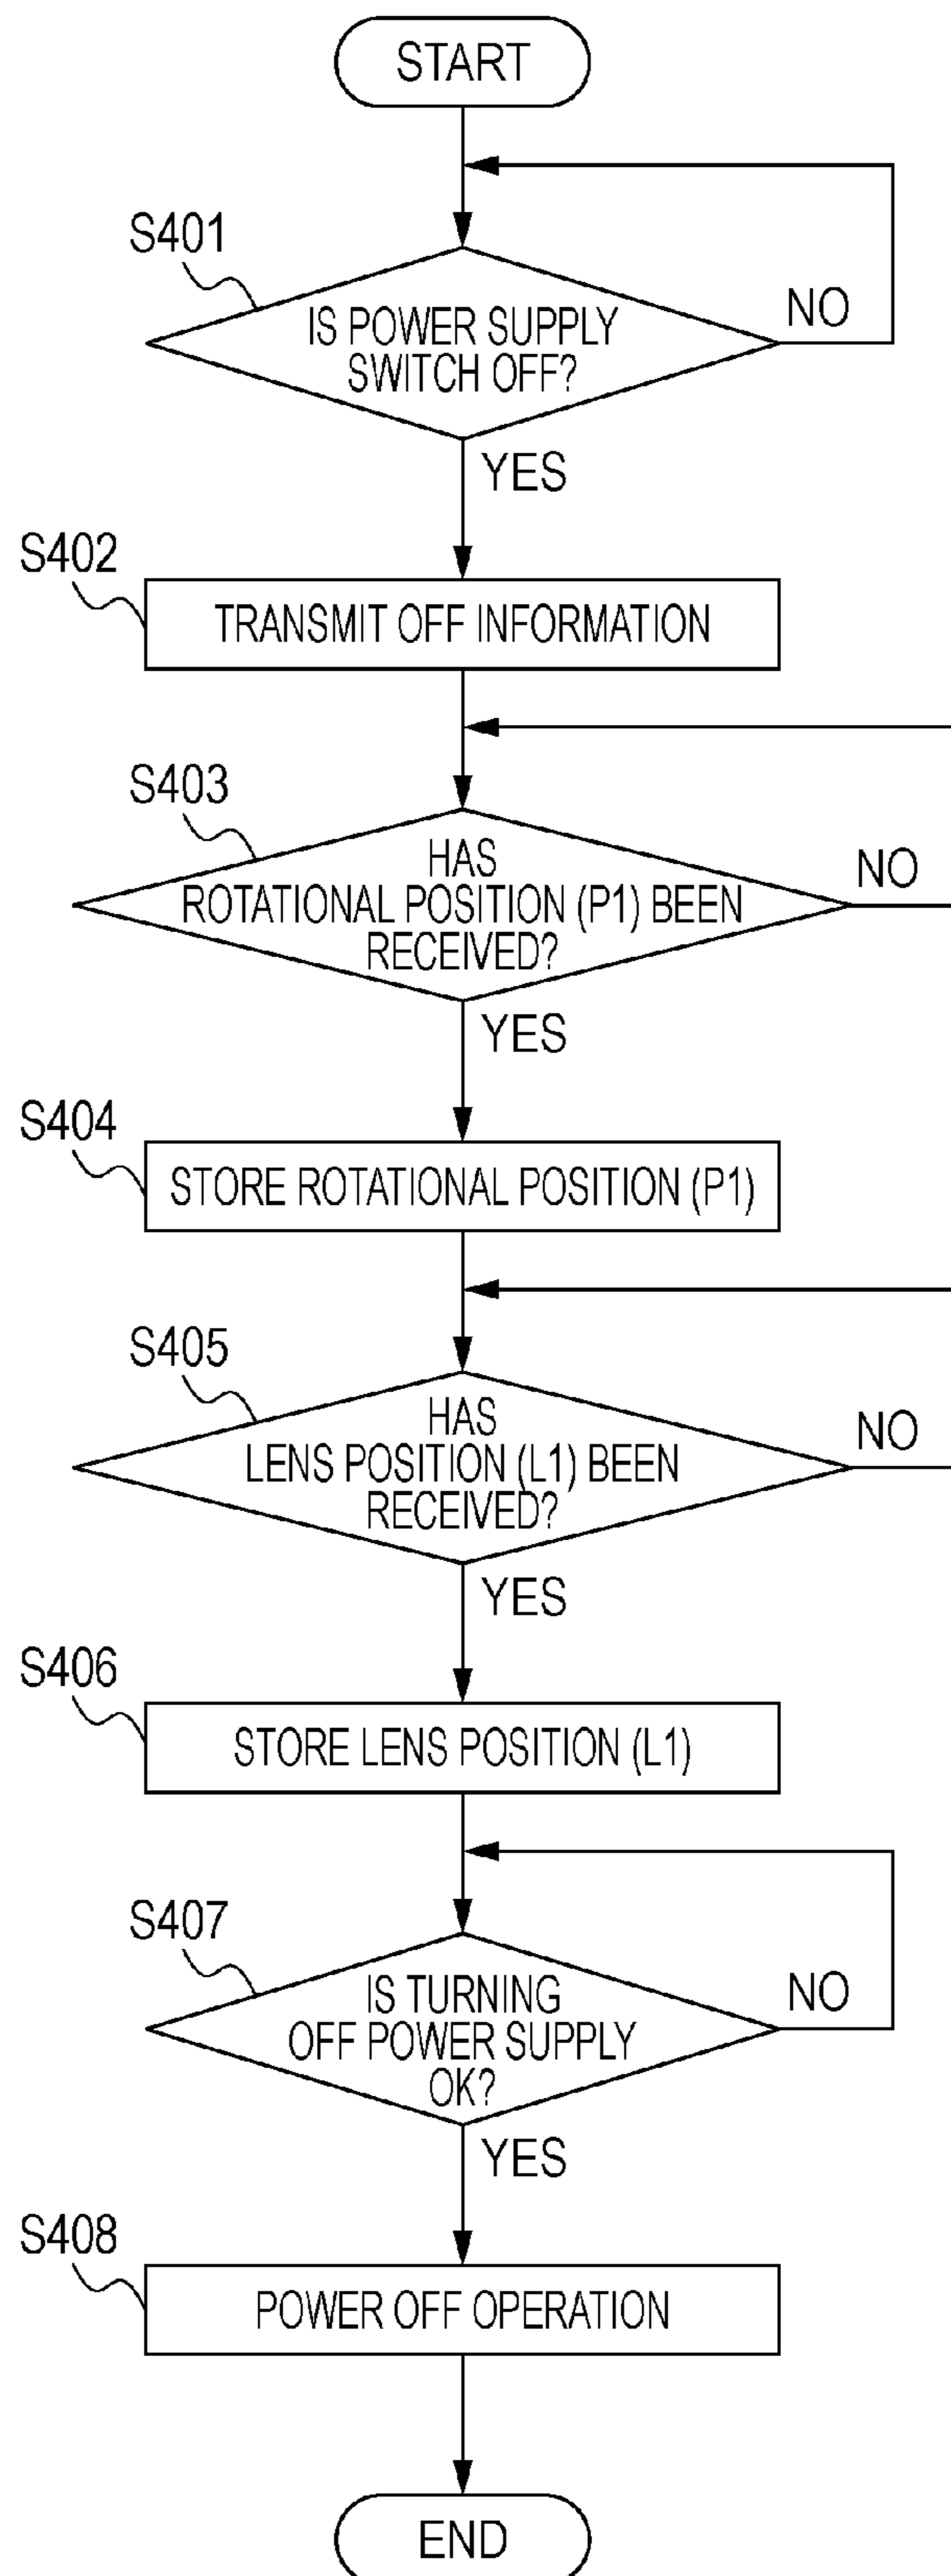 START
S401
IS POWER SUPPLY
SWITCH OFF?
NO
YES
S402
TRANSMIT OFF INFORMATION
S403
HAS
ROTATIONAL POSITION (P1) BEEN
RECEIVED?
NO
YES
S404
STORE ROTATIONAL POSITION (P1)
S405
HAS
LENS POSITION (L1) BEEN
RECEIVED?
NO
YES
S406
STORE LENS POSITION (L1)
S407
IS TURNING
OFF POWER SUPPLY
OK?
NO
YES
S408
POWER OFF OPERATION
END